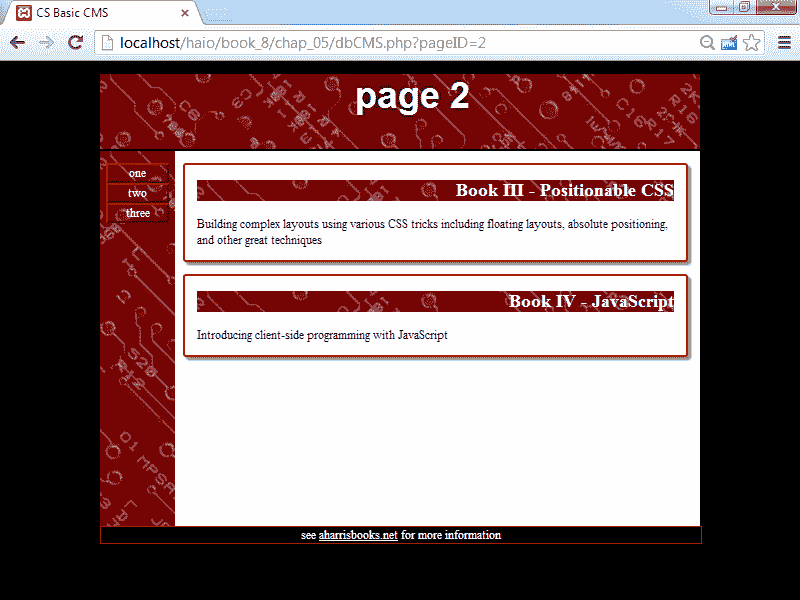 CS Basic CMS
localhost/haio/book_8/chap_05/dbCMS.php?pageID=2
page 2
one
two
three
Book III - Positionable CSS
Building complex layouts using various CSS tricks including floating layouts, absolute positioning,
and other great techniques
Book IV - JavaScript
Introducing client-side programming with JavaScript
see aharrisbooks.net for more information